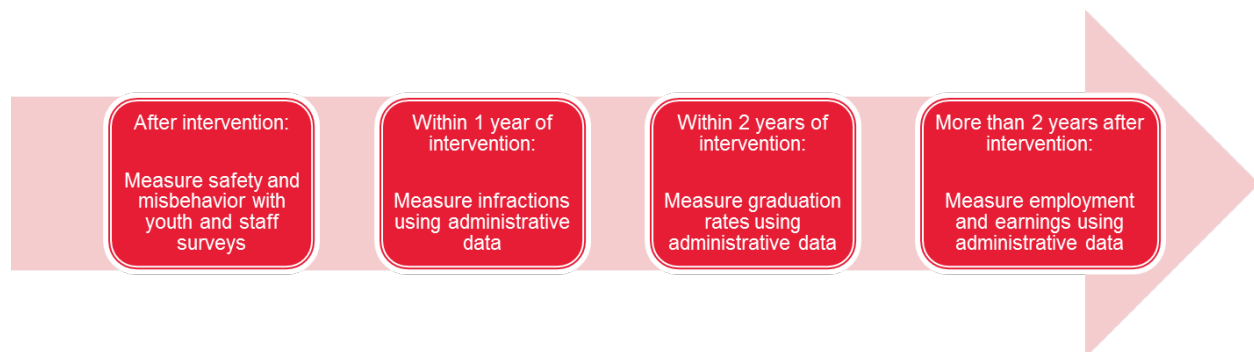 After intervention:
Measure safety and
misbehavior with
youth and staff
surveys
Within 1 year of
intervention:
Measure infractions
using administrative
data
Within 2 years of
intervention:
Measure graduation
rates using
administrative data
More than 2 years after
intervention:
Measure employment
and earnings using
administrative data